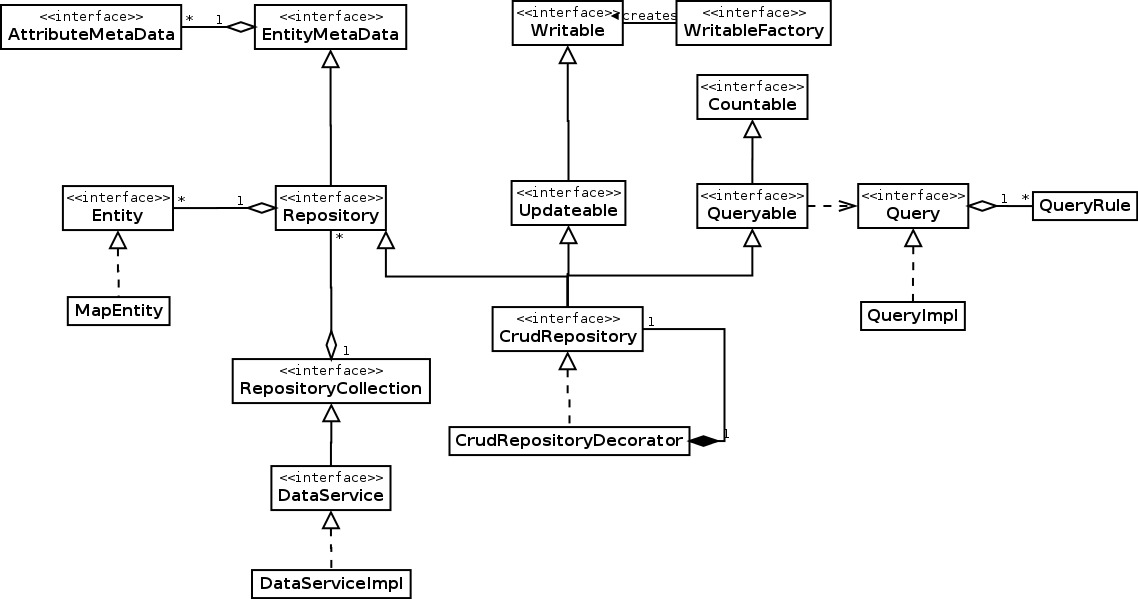 <<interface>>
AttributeMetaData
* 1
<<interface>>
EntityMetaData
<<interface>>
Writable
creates
<<interface>>
WritableFactory
<<interface>>
Countable
<<interface>>
Entity
* 1
<<interface>>
Repository
*
<<interface>>
Updateable
<<interface>>
Queryable
<<interface>>
Query
1 *
QueryRule
MapEntity
QueryImpl
<<interface>>
CrudRepository
1
1
<<interface>>
RepositoryCollection
CrudRepositoryDecorator
1
<<interface>>
DataService
DataServiceImpl